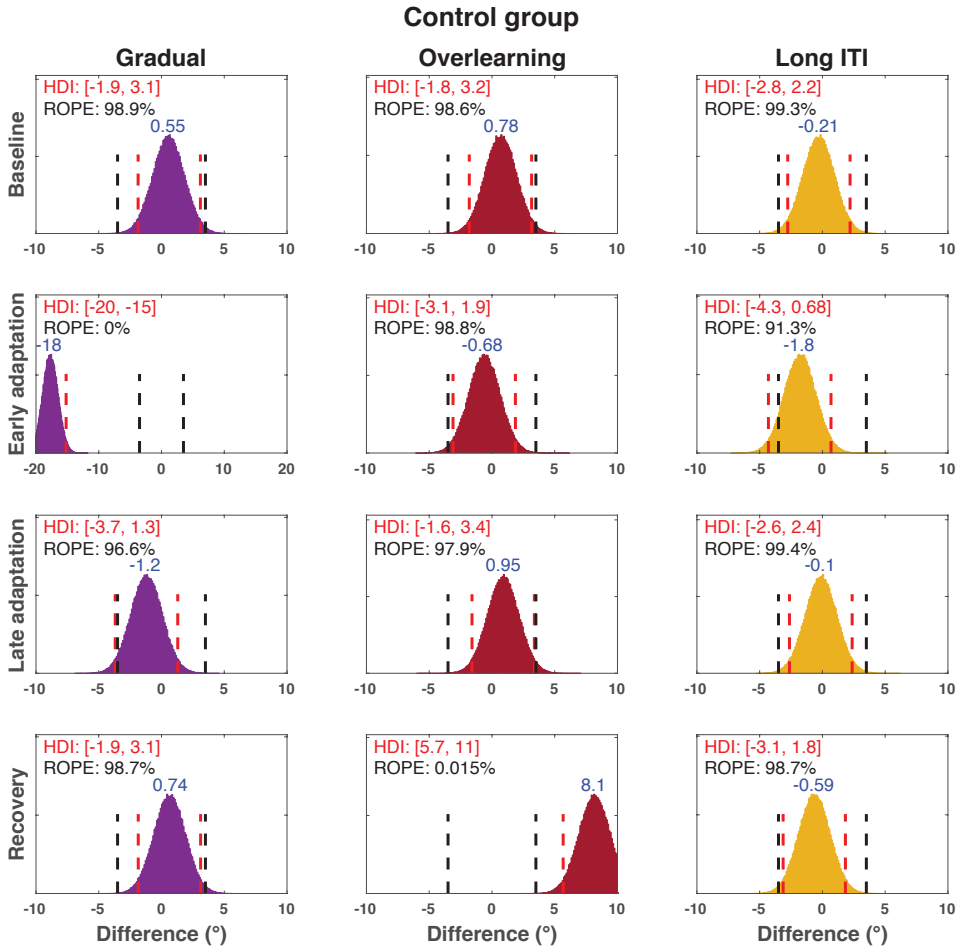 Control group
Gradual Overlearning Long ITI
Baseline
HDI: [-1.9, 3.1]
ROPE: 98.9%
0.55
-10 -5 0 5 10
HDI: [-1.8, 3.2]
ROPE: 98.6%
0.78
-10 -5 0 5 10
HDI: [-2.8, 2.2]
ROPE: 99.3%
-0.21
-10 -5 0 5 10
Early adaptation
HDI: [-20, -15]
ROPE: 0%
-18
-20 -10 0 10 20
HDI: [-3.1, 1.9]
ROPE: 98.8%
-0.68
-10 -5 0 5 10
HDI: [-4.3, 0.68]
ROPE: 91.3%
-1.8
-10 -5 0 5 10
Late adaptation
HDI: [-3.7, 1.3]
ROPE: 96.6%
-1.2
-10 -5 0 5 10
HDI: [-1.6, 3.4]
ROPE: 97.9%
0.95
-10 -5 0 5 10
HDI: [-2.6, 2.4]
ROPE: 99.4%
-0.1
-10 -5 0 5 10
Recovery
HDI: [-1.9, 3.1]
ROPE: 98.7%
0.74
-10 -5 0 5 10
Difference (°)
HDI: [5.7, 11]
ROPE: 0.015%
8.1
-10 -5 0 5 10
Difference (°)
HDI: [-3.1, 1.8]
ROPE: 98.7%
-0.59
-10 -5 0 5 10
Difference (°)